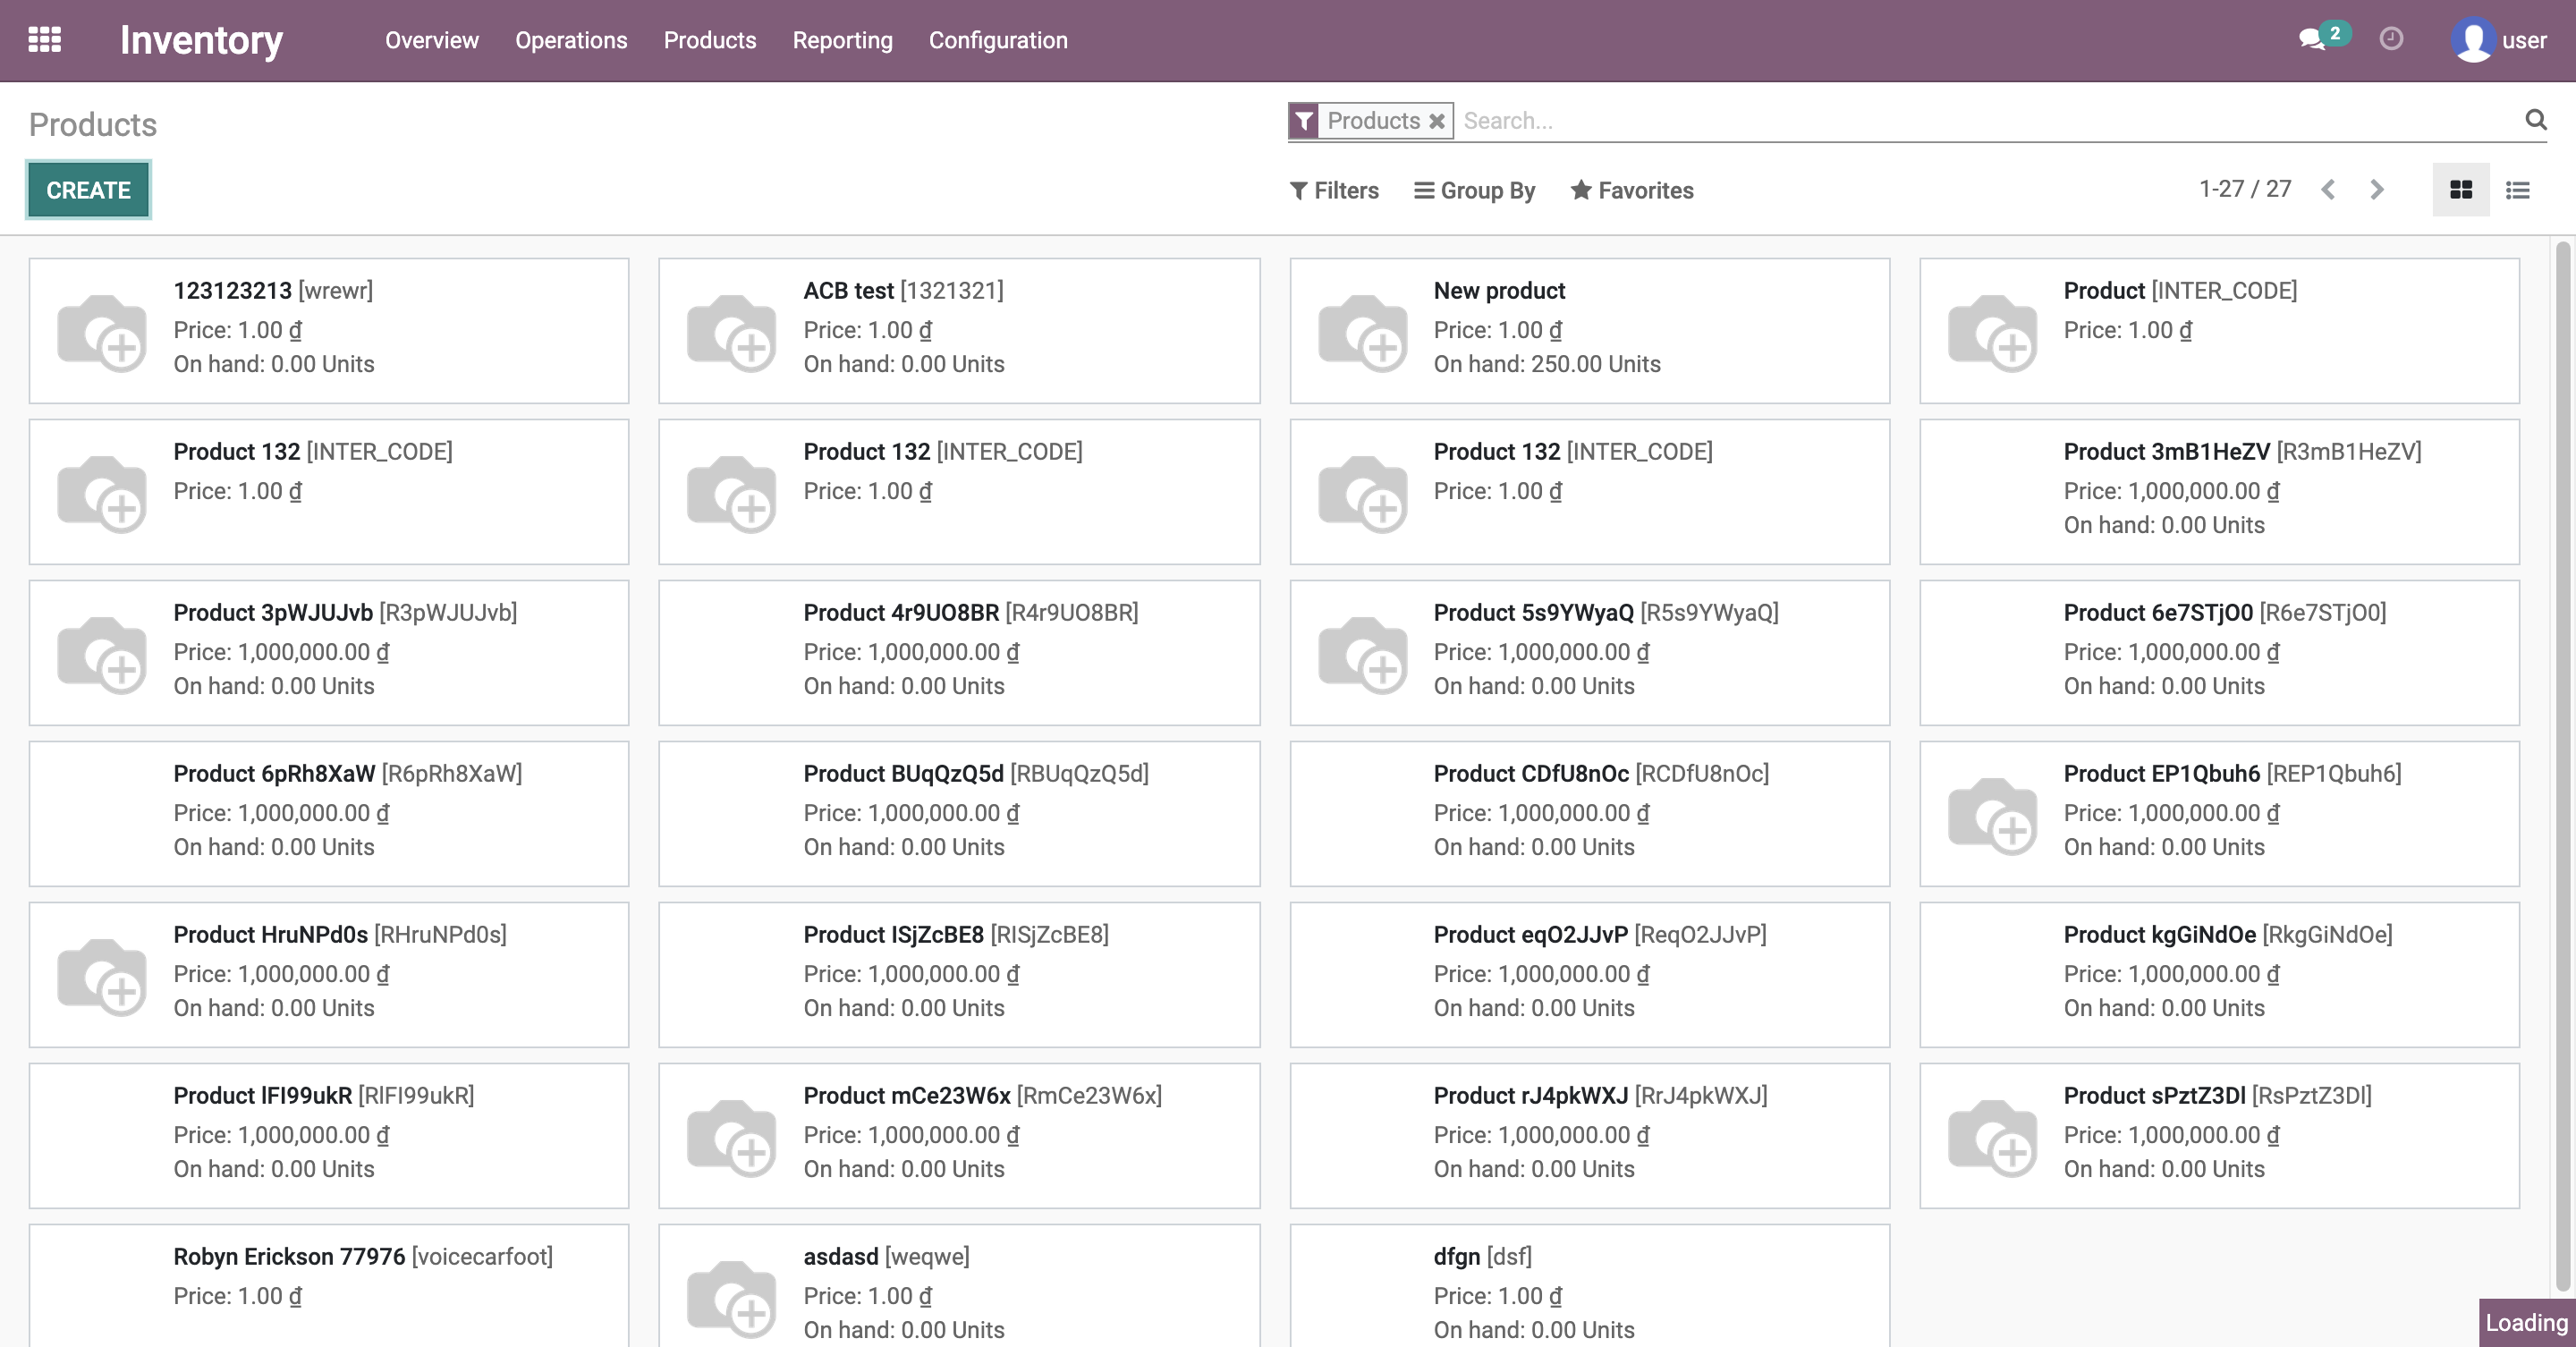 Inventory Overview Operations Products Reporting Configuration 2 user
Products
Products Search...
CREATE
Filters Group By Favorites 1-27 / 27
123123213 [wrewr]
Price: 1.00 ₫
On hand: 0.00 Units
ACB test [1321321]
Price: 1.00 ₫
On hand: 0.00 Units
New product
Price: 1.00 ₫
On hand: 250.00 Units
Product [INTER_CODE]
Price: 1.00 ₫
Product 132 [INTER_CODE]
Price: 1.00 ₫
Product 132 [INTER_CODE]
Price: 1.00 ₫
Product 132 [INTER_CODE]
Price: 1.00 ₫
Product 3mB1HeZV [R3mB1HeZV]
Price: 1,000,000.00 ₫
On hand: 0.00 Units
Product 3pWJUJvb [R3pWJUJvb]
Price: 1,000,000.00 ₫
On hand: 0.00 Units
Product 4r9UO8BR [R4r9UO8BR]
Price: 1,000,000.00 ₫
On hand: 0.00 Units
Product 5s9YWyaQ [R5s9YWyaQ]
Price: 1,000,000.00 ₫
On hand: 0.00 Units
Product 6e7STjO0 [R6e7STjO0]
Price: 1,000,000.00 ₫
On hand: 0.00 Units
Product 6pRh8XaW [R6pRh8XaW]
Price: 1,000,000.00 ₫
On hand: 0.00 Units
Product BUqQzQ5d [RBUqQzQ5d]
Price: 1,000,000.00 ₫
On hand: 0.00 Units
Product CDfU8nOc [RCDfU8nOc]
Price: 1,000,000.00 ₫
On hand: 0.00 Units
Product EP1Qbuh6 [REP1Qbuh6]
Price: 1,000,000.00 ₫
On hand: 0.00 Units
Product HruNPd0s [RHruNPd0s]
Price: 1,000,000.00 ₫
On hand: 0.00 Units
Product ISjZcBE8 [RISjZcBE8]
Price: 1,000,000.00 ₫
On hand: 0.00 Units
Product eqO2JJvP [ReqO2JJvP]
Price: 1,000,000.00 ₫
On hand: 0.00 Units
Product kgGiNdOe [RkgGiNdOe]
Price: 1,000,000.00 ₫
On hand: 0.00 Units
Product lFI99ukR [RlFI99ukR]
Price: 1,000,000.00 ₫
On hand: 0.00 Units
Product mCe23W6x [RmCe23W6x]
Price: 1,000,000.00 ₫
On hand: 0.00 Units
Product rJ4pkWXJ [RrJ4pkWXJ]
Price: 1,000,000.00 ₫
On hand: 0.00 Units
Product sPztZ3Dl [RsPztZ3Dl]
Price: 1,000,000.00 ₫
On hand: 0.00 Units
Robyn Erickson 77976 [voicecarfoot]
Price: 1.00 ₫
asdasd [weqwe]
Price: 1.00 ₫
On hand: 0.00 Units
dfgn [dsf]
Price: 1.00 ₫
On hand: 0.00 Units
Loading